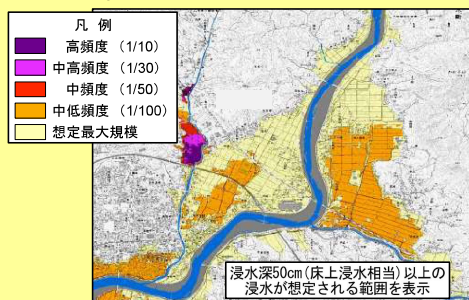 凡 例
高頻度（1/10）
中高頻度（1/30）
中頻度（1/50）
中低頻度（1/100）
想定最大規模
浸水深50cm（床上浸水相当）以上の
浸水が想定される範囲を表示